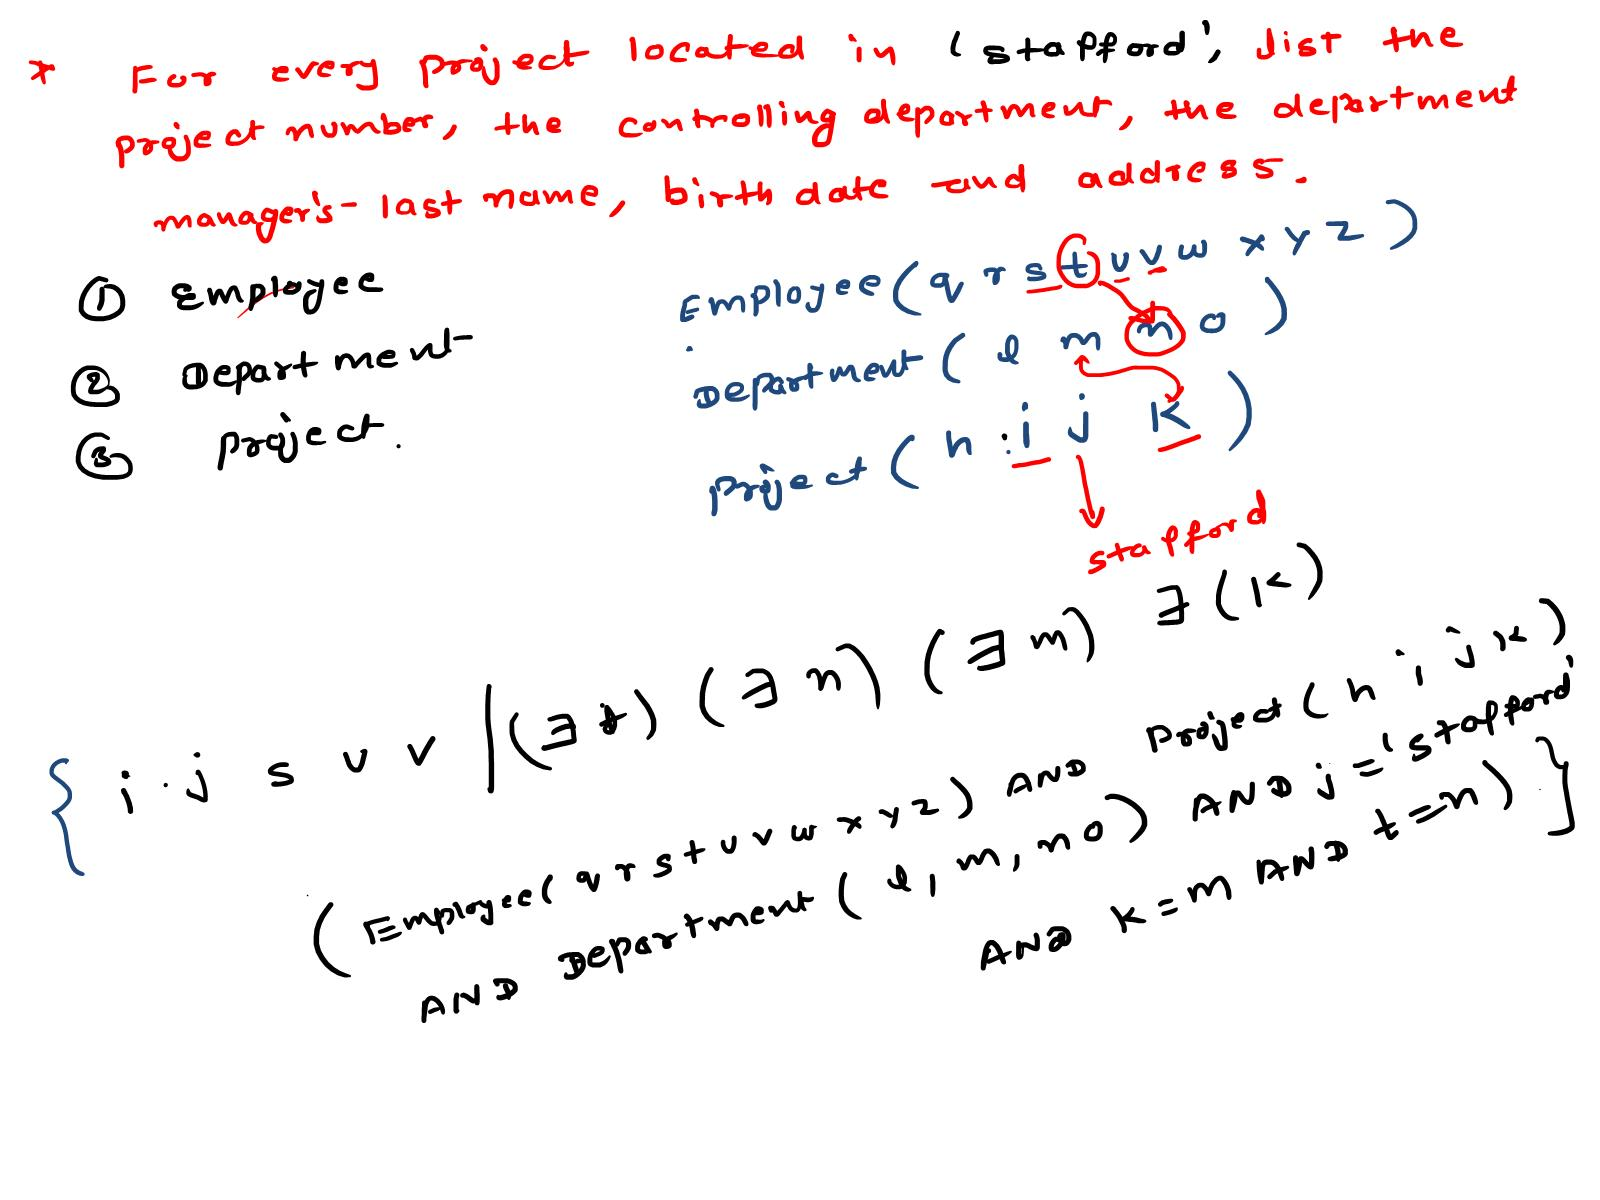 * For every project located in 'stafford', list the
project number, the controlling department, the department
manager's last name, birth date and address.
① Employee
② Department
③ project.
Employee( q r s t u v w x y z )
Department ( l m n o )
project ( h i j k )
stafford
{ i j s u v | (∃ t) (∃ n) (∃ m) ∃ (k)
( Employee( q r s t u v w x y z ) AND project ( h i j k )
AND Department ( l, m, n o ) AND j = 'stafford'
AND k = m AND t = n ) }